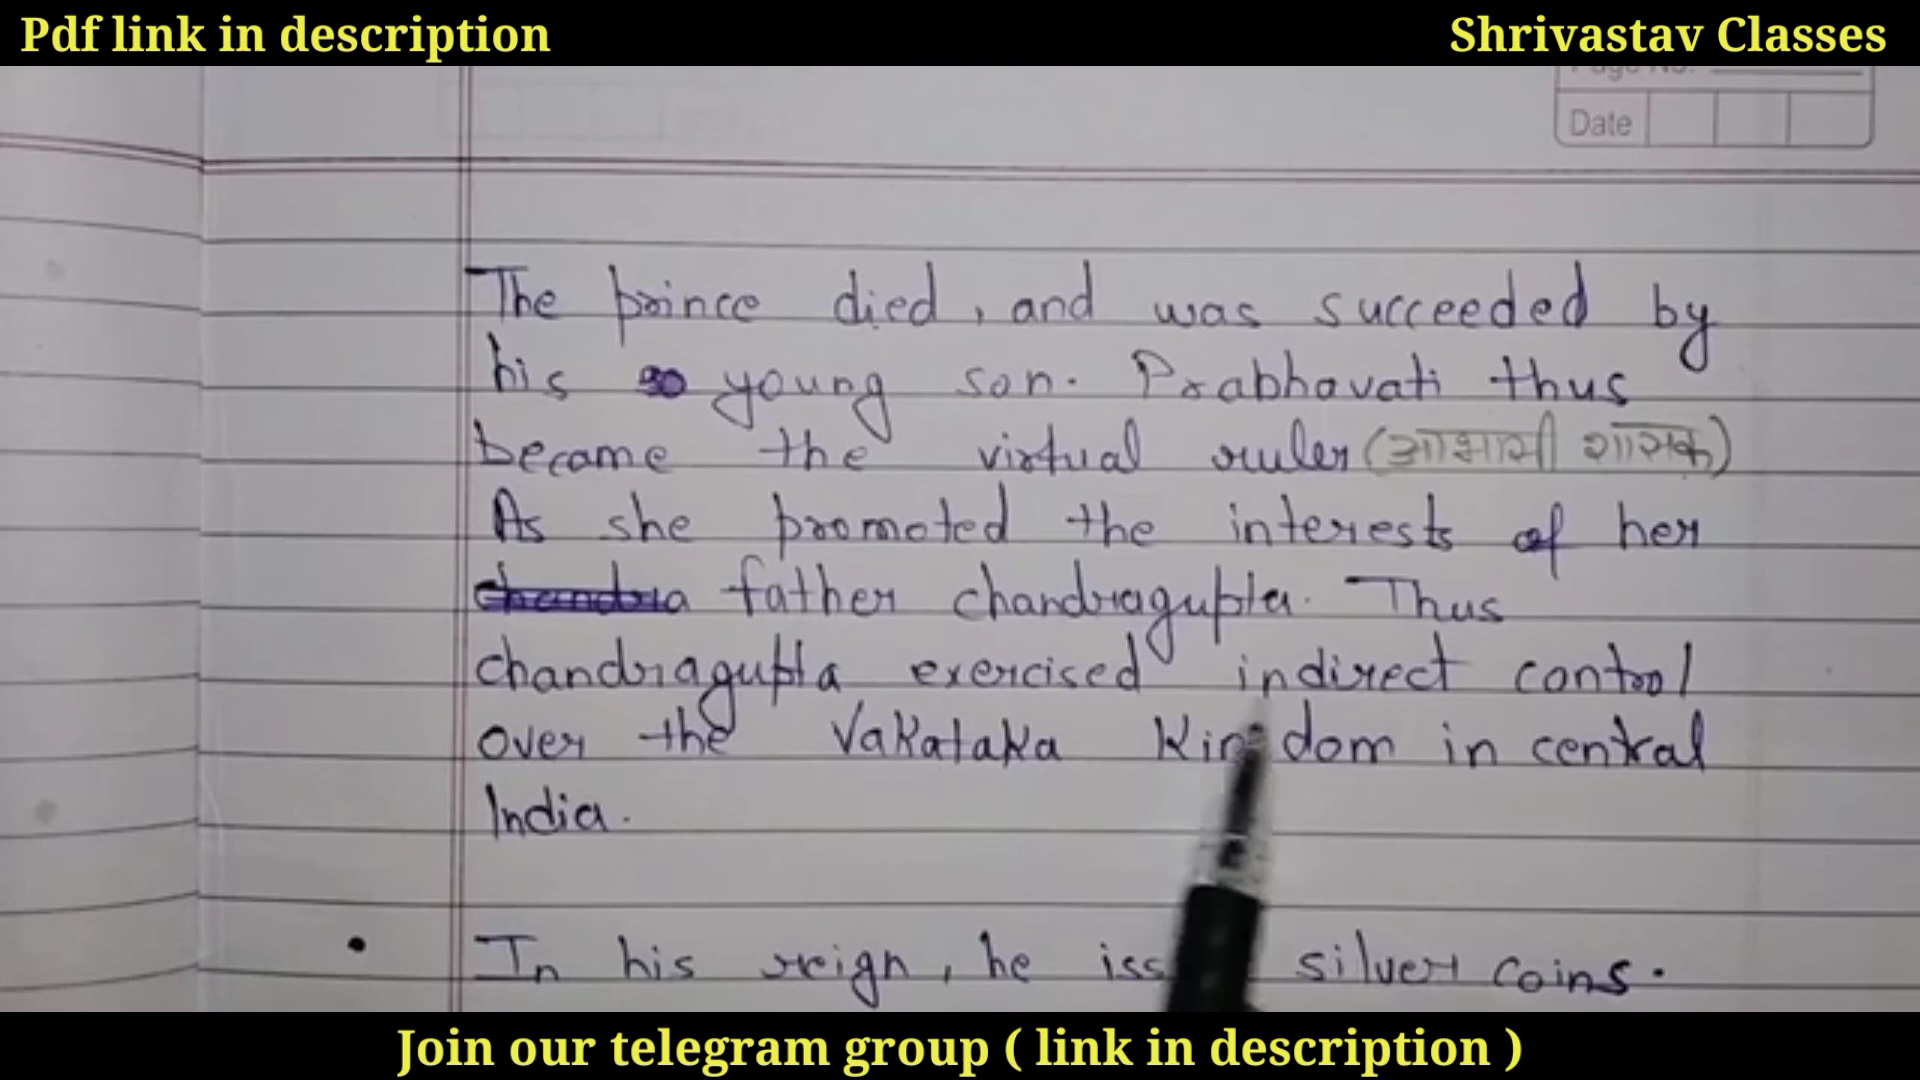 Pdf link in description
Shrivastav Classes
Date
The prince died, and was succeeded by
his young son. Prabhavati thus
became the virtual ruler (आभासी शासक)
As she promoted the interests of her
chandra father chandragupta. Thus
chandragupta exercised indirect control
over the Vakataka Kingdom in central
India.
• In his reign, he silver coins.
Join our telegram group ( link in description )